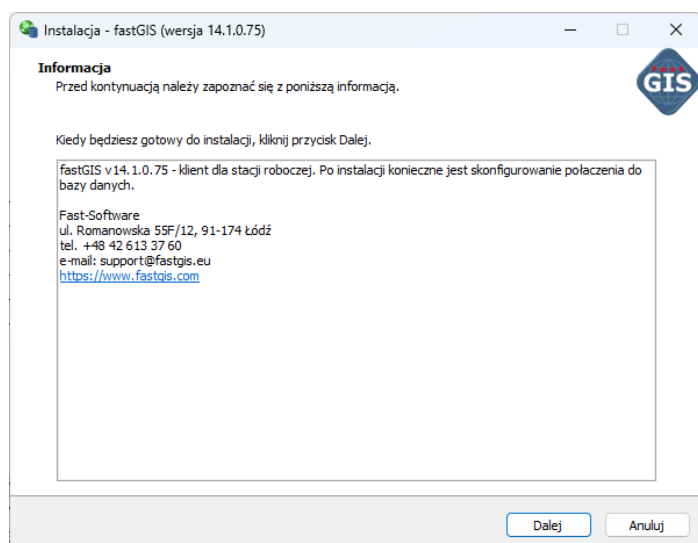 Instalacja - fastGIS (wersja 14.1.0.75)
Informacja
Przed kontynuacją należy zapoznać się z poniższą informacją.
GIS
Kiedy będziesz gotowy do instalacji, kliknij przycisk Dalej.
fastGIS v14.1.0.75 - klient dla stacji roboczej. Po instalacji konieczne jest skonfigurowanie połaczenia do
bazy danych.
Fast-Software
ul. Romanowska 55F/12, 91-174 Łódź
tel. +48 42 613 37 60
e-mail: support@fastgis.eu
https://www.fastgis.com
Dalej
Anuluj